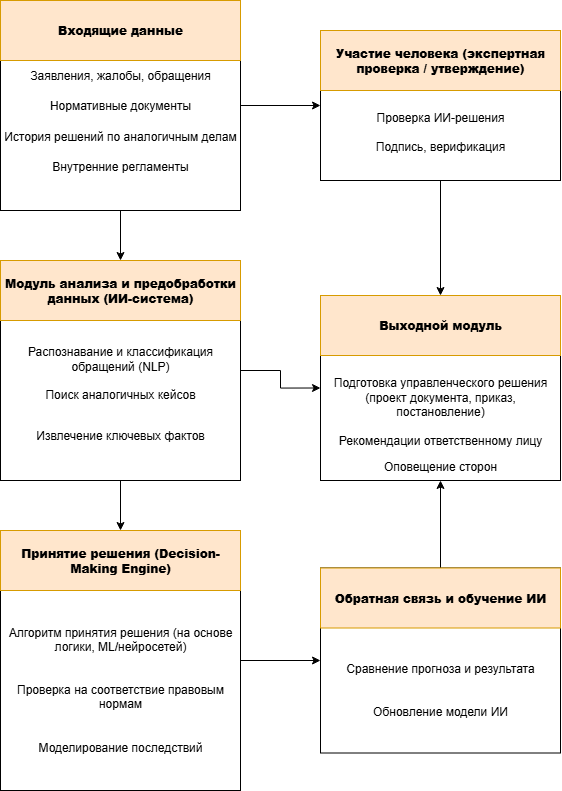 Входящие данные
Заявления, жалобы, обращения
Нормативные документы
История решений по аналогичным делам
Внутренние регламенты
Участие человека (экспертная
проверка / утверждение)
Проверка ИИ-решения
Подпись, верификация
Модуль анализа и предобработки
данных (ИИ-система)
Распознавание и классификация
обращений (NLP)
Поиск аналогичных кейсов
Извлечение ключевых фактов
Выходной модуль
Подготовка управленческого решения
(проект документа, приказ,
постановление)
Рекомендации ответственному лицу
Оповещение сторон
Принятие решения (Decision-
Making Engine)
Алгоритм принятия решения (на основе
логики, ML/нейросетей)
Проверка на соответствие правовым
нормам
Моделирование последствий
Обратная связь и обучение ИИ
Сравнение прогноза и результата
Обновление модели ИИ